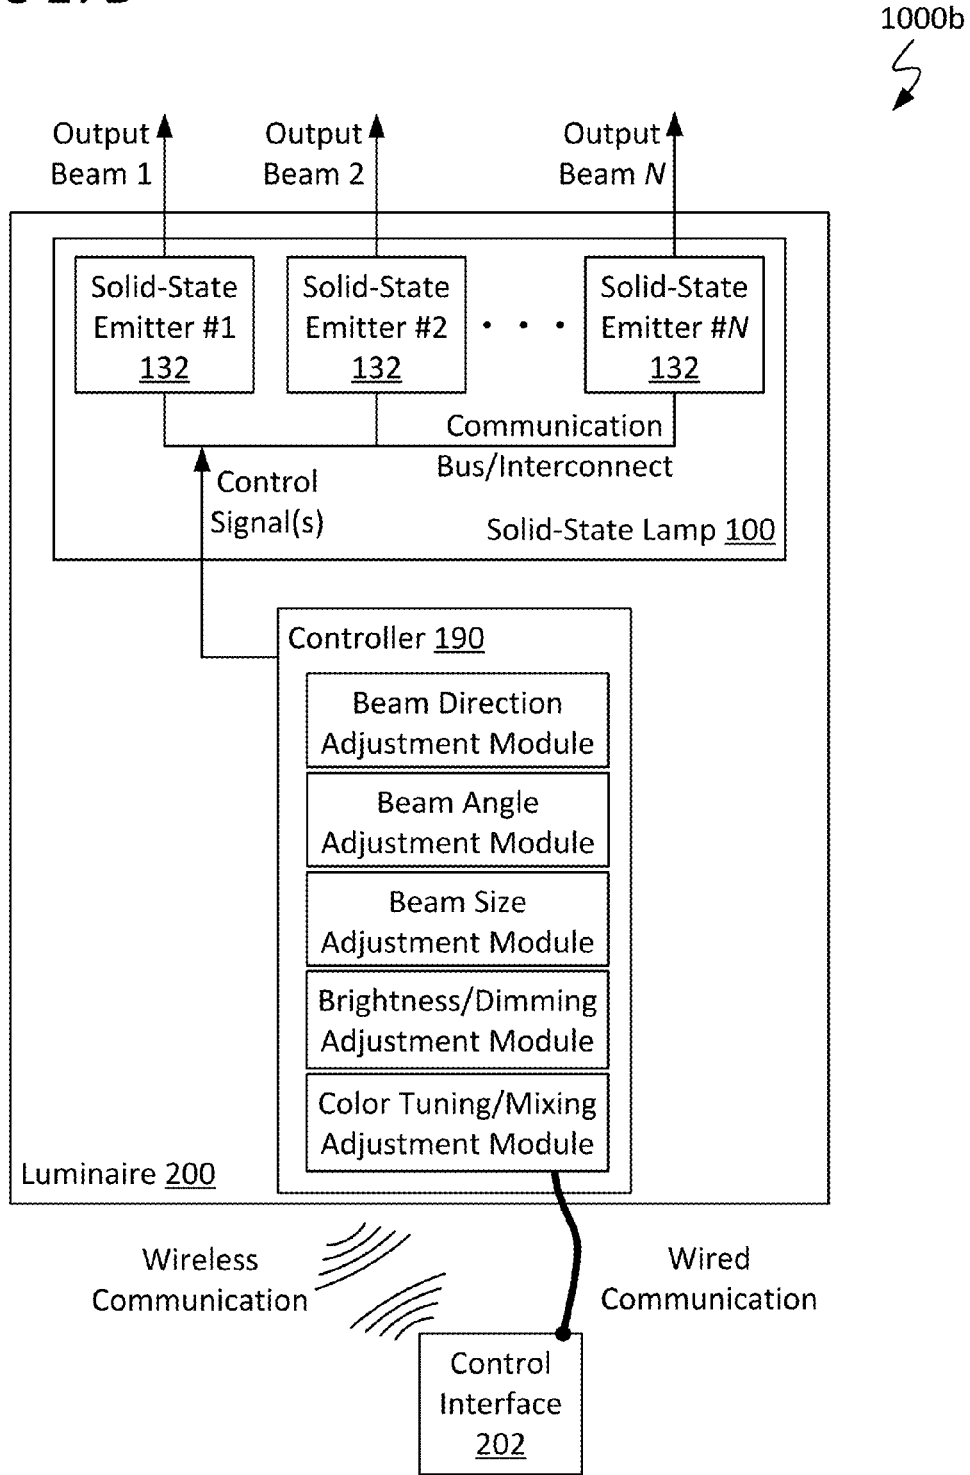 1000b
Output
Beam 1
Output
Beam 2
Output
Beam N
Solid-State
Emitter #1
132
Solid-State
Emitter #2
132
. . .
Solid-State
Emitter #N
132
Communication
Bus/Interconnect
Control
Signal(s)
Solid-State Lamp 100
Controller 190
Beam Direction
Adjustment Module
Beam Angle
Adjustment Module
Beam Size
Adjustment Module
Brightness/Dimming
Adjustment Module
Color Tuning/Mixing
Adjustment Module
Luminaire 200
Wireless
Communication
Wired
Communication
Control
Interface
202